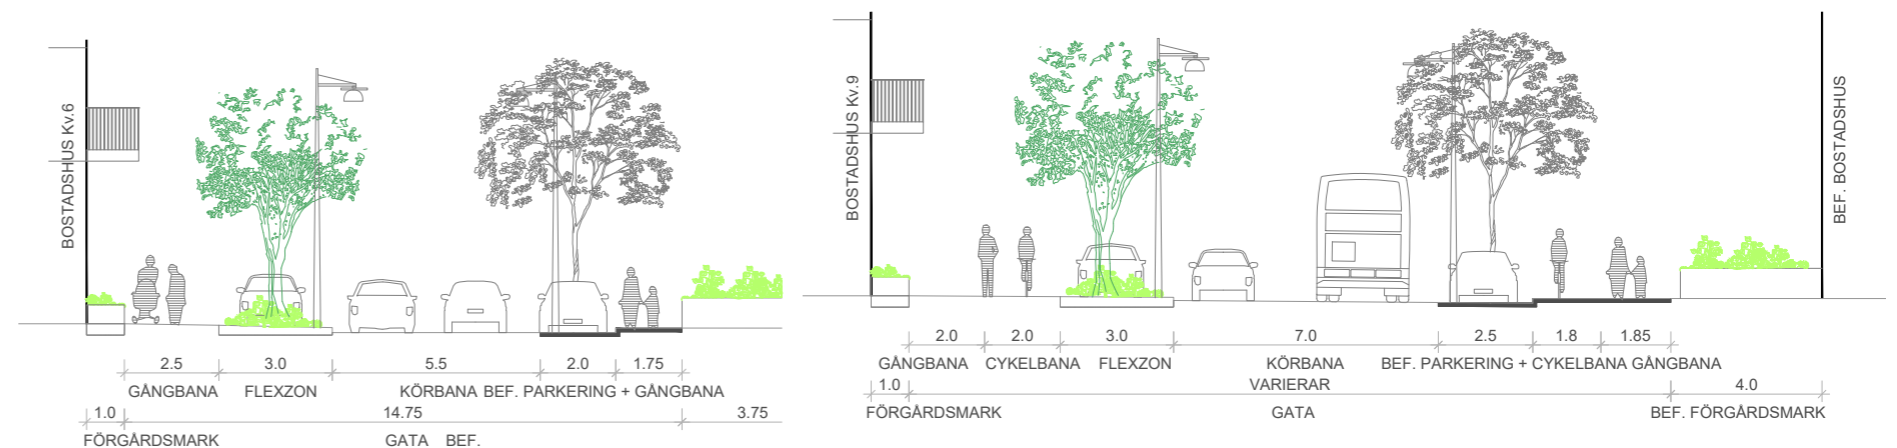 BOSTADSHUS Kv.6
2.5 3.0 5.5 2.0 1.75
GÅNGBANA FLEXZON KÖRBANA BEF. PARKERING + GÅNGBANA
1.0 14.75 3.75
FÖRGÅRDSMARK GATA BEF.
BOSTADSHUS Kv.9
BEF. BOSTADSHUS
2.0 2.0 3.0 7.0 2.5 1.8 1.85
GÅNGBANA CYKELBANA FLEXZON KÖRBANA BEF. PARKERING + CYKELBANA GÅNGBANA
1.0 VARIERAR 4.0
FÖRGÅRDSMARK GATA BEF. FÖRGÅRDSMARK